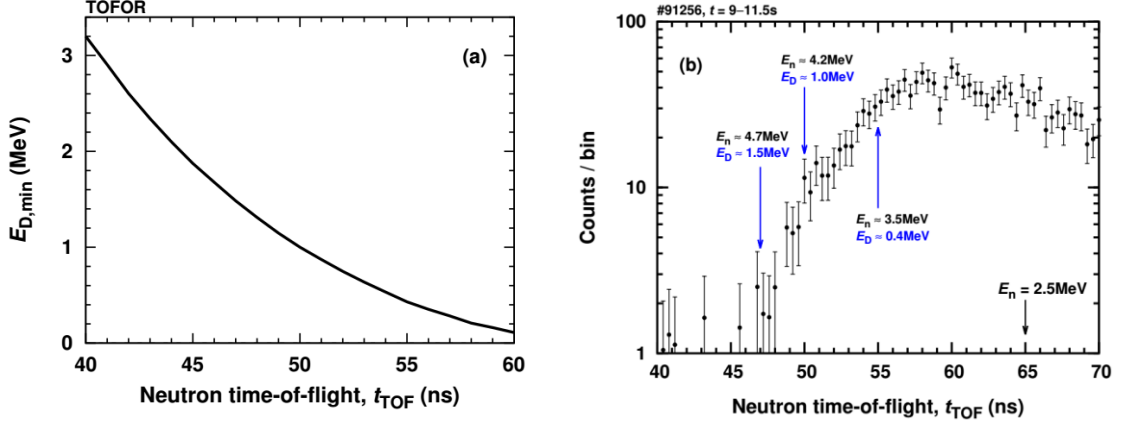 TOFOR
(a)
3
2
1
0
E_D,min (MeV)
40 45 50 55 60
Neutron time-of-flight, t_TOF (ns)
#91256, t = 9–11.5s
(b)
100
10
1
Counts / bin
E_n ≈ 4.2MeV
E_D ≈ 1.0MeV
E_n ≈ 4.7MeV
E_D ≈ 1.5MeV
E_n ≈ 3.5MeV
E_D ≈ 0.4MeV
E_n = 2.5MeV
40 45 50 55 60 65 70
Neutron time-of-flight, t_TOF (ns)